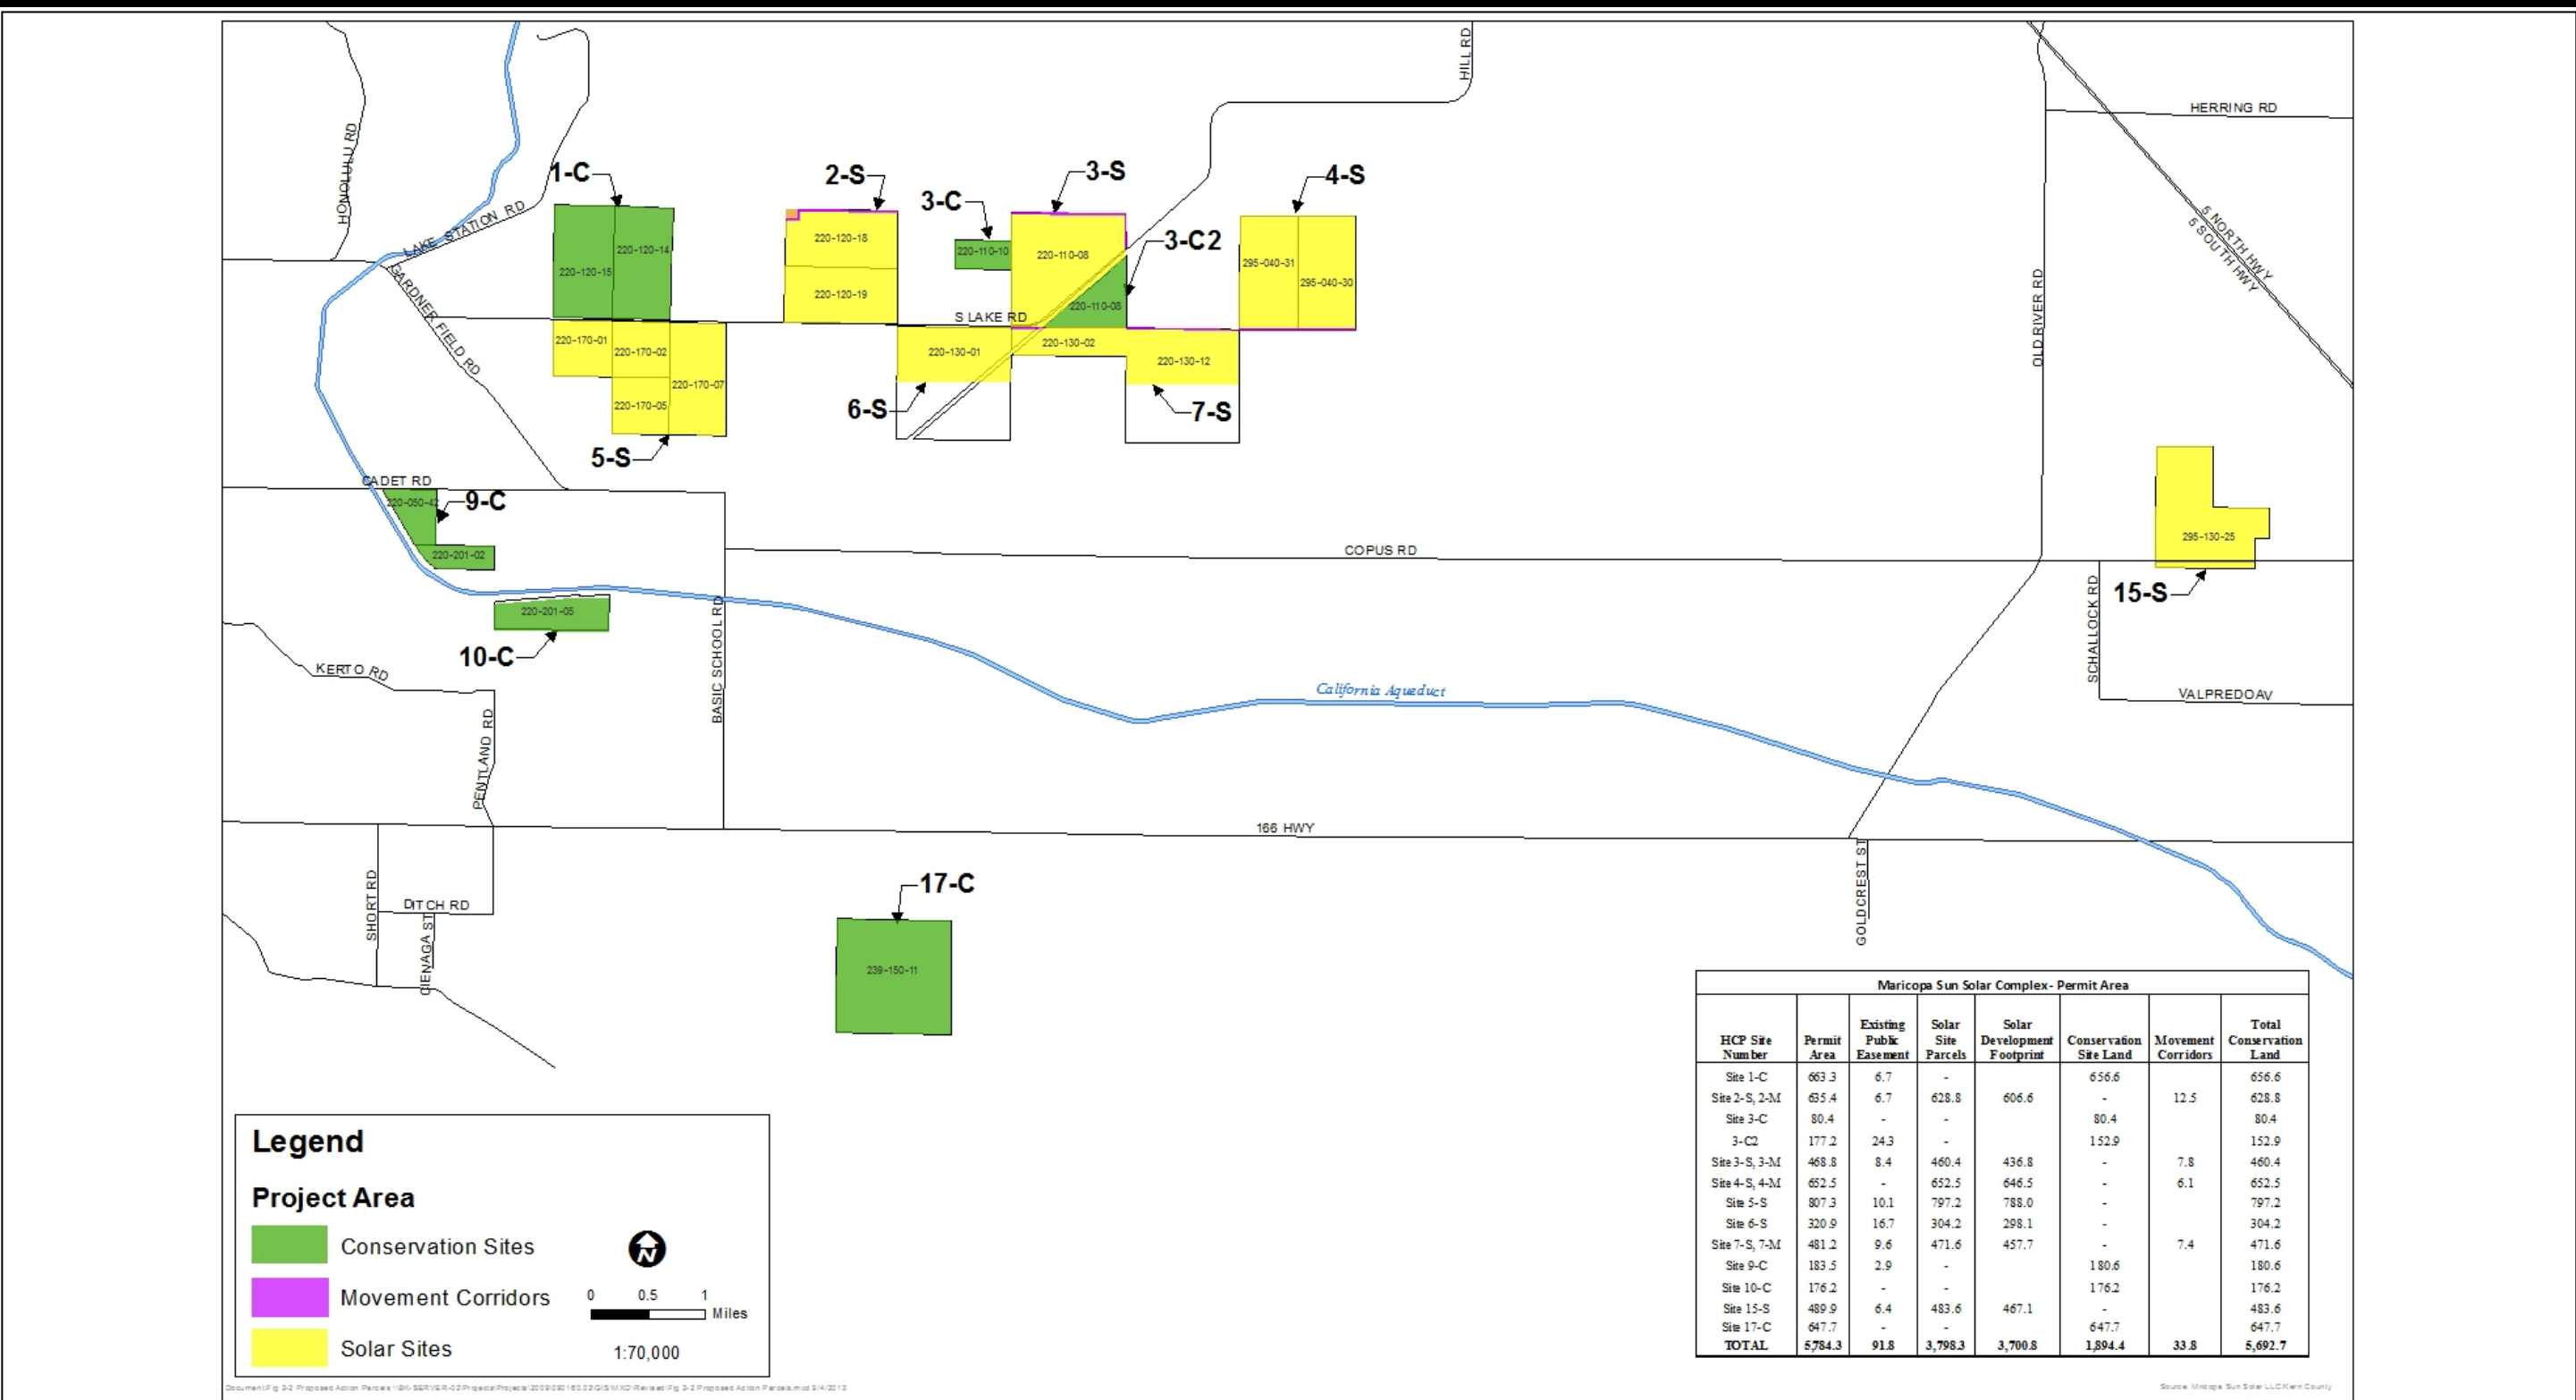 HILL RD
HERRING RD
HONOLULU RD
1-C
2-S
3-C
3-S
4-S
3-C2
LAKE STATION RD
5 NORTH HWY
5 SOUTH HWY
220-120-15
220-120-14
220-120-18
220-120-19
220-110-10
220-110-08
220-110-08
295-040-31
295-040-30
GARDNER FIELD RD
S LAKE RD
OLD RIVER RD
220-170-01
220-170-02
220-170-07
220-170-05
220-130-01
220-130-02
220-130-12
6-S
7-S
5-S
CADET RD
9-C
220-201-02
COPUS RD
295-130-25
15-S
220-201-05
10-C
BASIC SCHOOL RD
SCHALLOCK RD
KERTO RD
California Aqueduct
VALPREDO AV
PENTLAND RD
166 HWY
GOLDCREST ST
SHORT RD
DITCH RD
CIENAGA ST
17-C
239-150-11
Maricopa Sun Solar Complex- Permit Area
HCP Site Number Permit Area Existing Public Easement Solar Site Parcels Solar Development Footprint Conservation Site Land Movement Corridors Total Conservation Land
Site 1-C 663.3 6.7 - 656.6 656.6
Site 2-S, 2-M 635.4 6.7 628.8 606.6 - 12.5 628.8
Site 3-C 80.4 - - 80.4 80.4
3-C2 177.2 24.3 - 152.9 152.9
Site 3-S, 3-M 468.8 8.4 460.4 436.8 - 7.8 460.4
Site 4-S, 4-M 652.5 - 652.5 646.5 - 6.1 652.5
Site 5-S 807.3 10.1 797.2 788.0 - 797.2
Site 6-S 320.9 16.7 304.2 298.1 - 304.2
Site 7-S, 7-M 481.2 9.6 471.6 457.7 - 7.4 471.6
Site 9-C 183.5 2.9 - 180.6 180.6
Site 10-C 176.2 - - 176.2 176.2
Site 15-S 489.9 6.4 483.6 467.1 - 483.6
Site 17-C 647.7 - - 647.7 647.7
TOTAL 5,784.3 91.8 3,798.3 3,700.8 1,894.4 33.8 5,692.7
Legend
Project Area
Conservation Sites
Movement Corridors
Solar Sites
N
0 0.5 1
Miles
1:70,000
Source: Maricopa Sun Solar LLC/Kern County